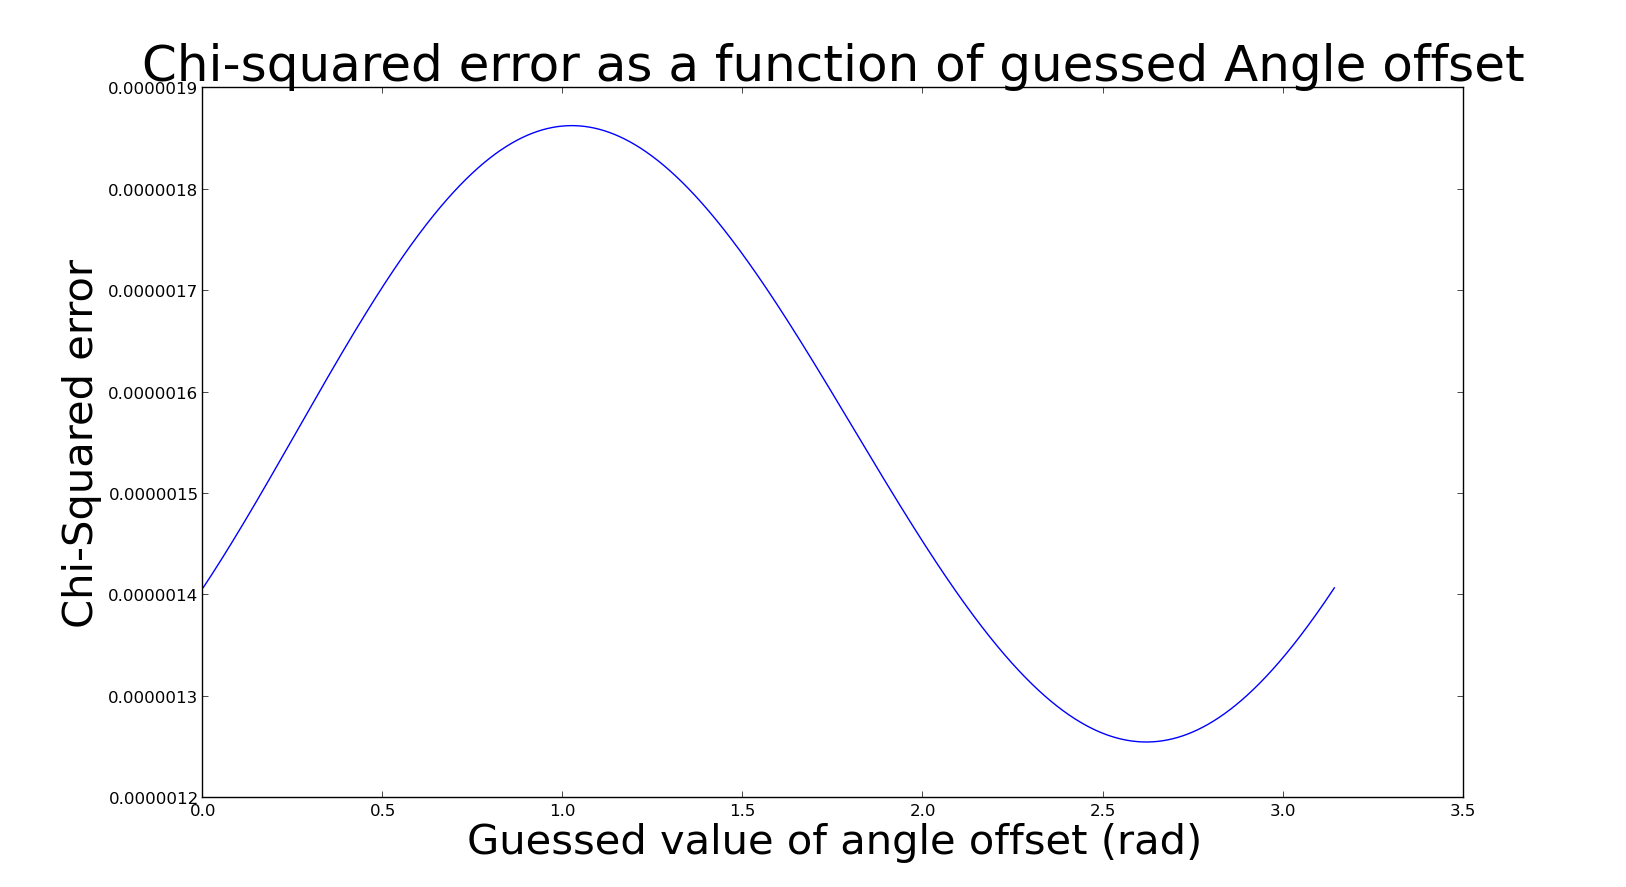 Chi-squared error as a function of guessed Angle offset
0.0000019
0.0000018
0.0000017
0.0000016
0.0000015
0.0000014
0.0000013
0.0000012
Chi-Squared error
0.0 0.5 1.0 1.5 2.0 2.5 3.0 3.5
Guessed value of angle offset (rad)